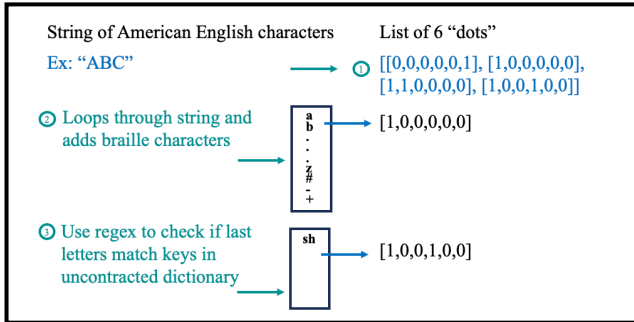 String of American English characters
List of 6 “dots”
Ex: “ABC”
① [[0,0,0,0,0,1], [1,0,0,0,0,0],
[1,1,0,0,0,0], [1,0,0,1,0,0]]
② Loops through string and
adds braille characters
a
b
.
.
.
z
#
-
+
[1,0,0,0,0,0]
③ Use regex to check if last
letters match keys in
uncontracted dictionary
sh
[1,0,0,1,0,0]